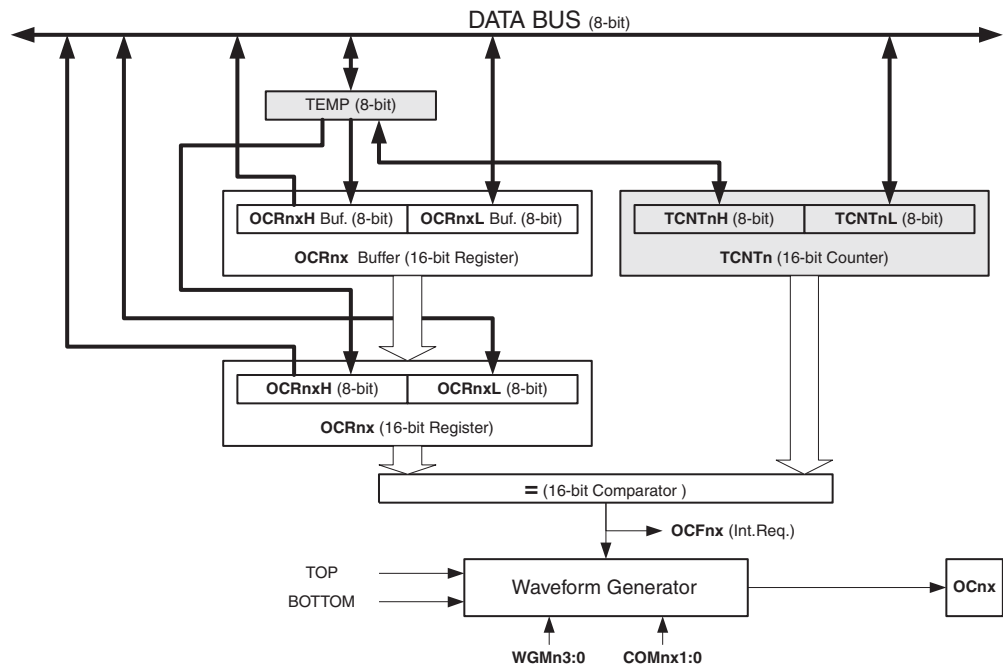 DATA BUS (8-bit)
TEMP (8-bit)
OCRnxH Buf. (8-bit) OCRnxL Buf. (8-bit)
OCRnx Buffer (16-bit Register)
TCNTnH (8-bit) TCNTnL (8-bit)
TCNTn (16-bit Counter)
OCRnxH (8-bit) OCRnxL (8-bit)
OCRnx (16-bit Register)
= (16-bit Comparator )
OCFnx (Int.Req.)
TOP
BOTTOM
Waveform Generator
OCnx
WGMn3:0 COMnx1:0